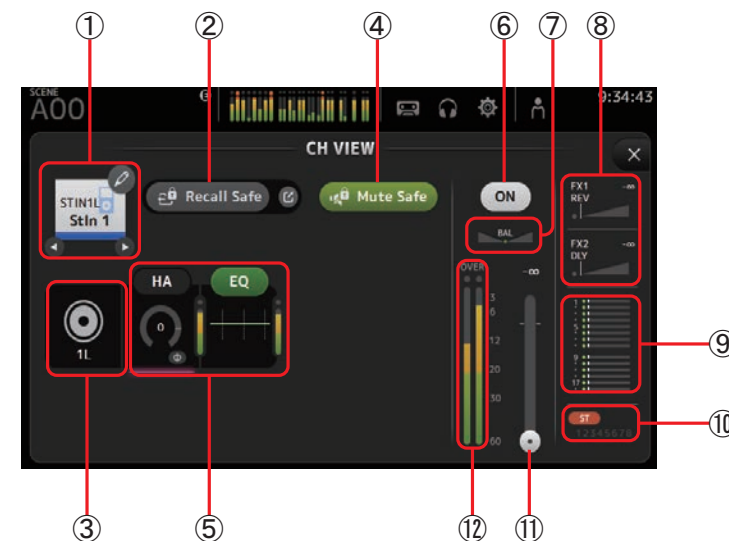 ① ② ④ ⑥ ⑦ ⑧
SCENE
A00
9:34:43
CH VIEW
STIN1L
StIn 1
Recall Safe
Mute Safe
ON
BAL
FX1 -∞
REV
FX2 -∞
DLY
HA
EQ
0
1L
OVER
-∞
3
6
12
20
30
60
1
5
9
17
ST
12345678
⑨
⑩
③ ⑤ ⑫ ⑪